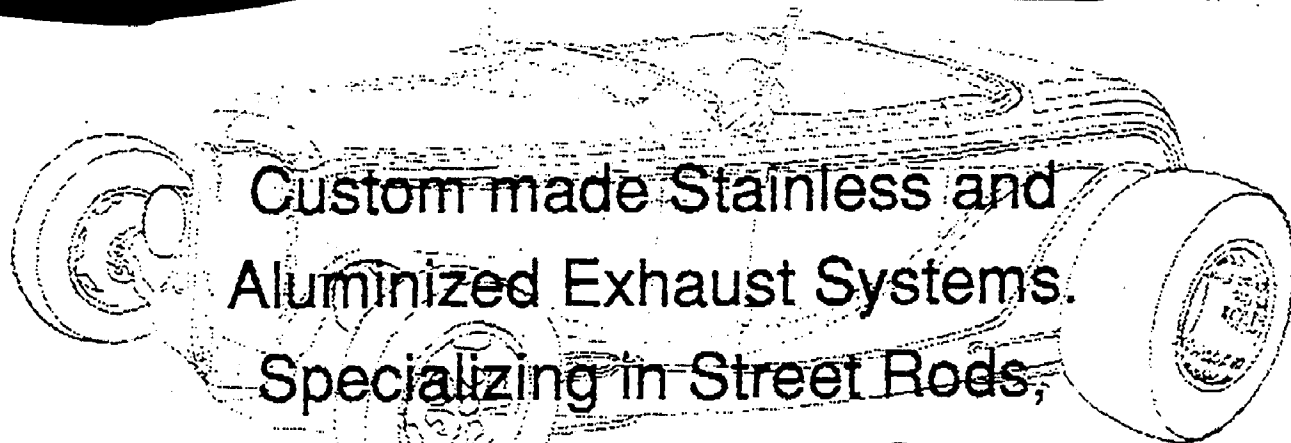 Custom made Stainless and
Aluminized Exhaust Systems.
Specializing in Street Rods,